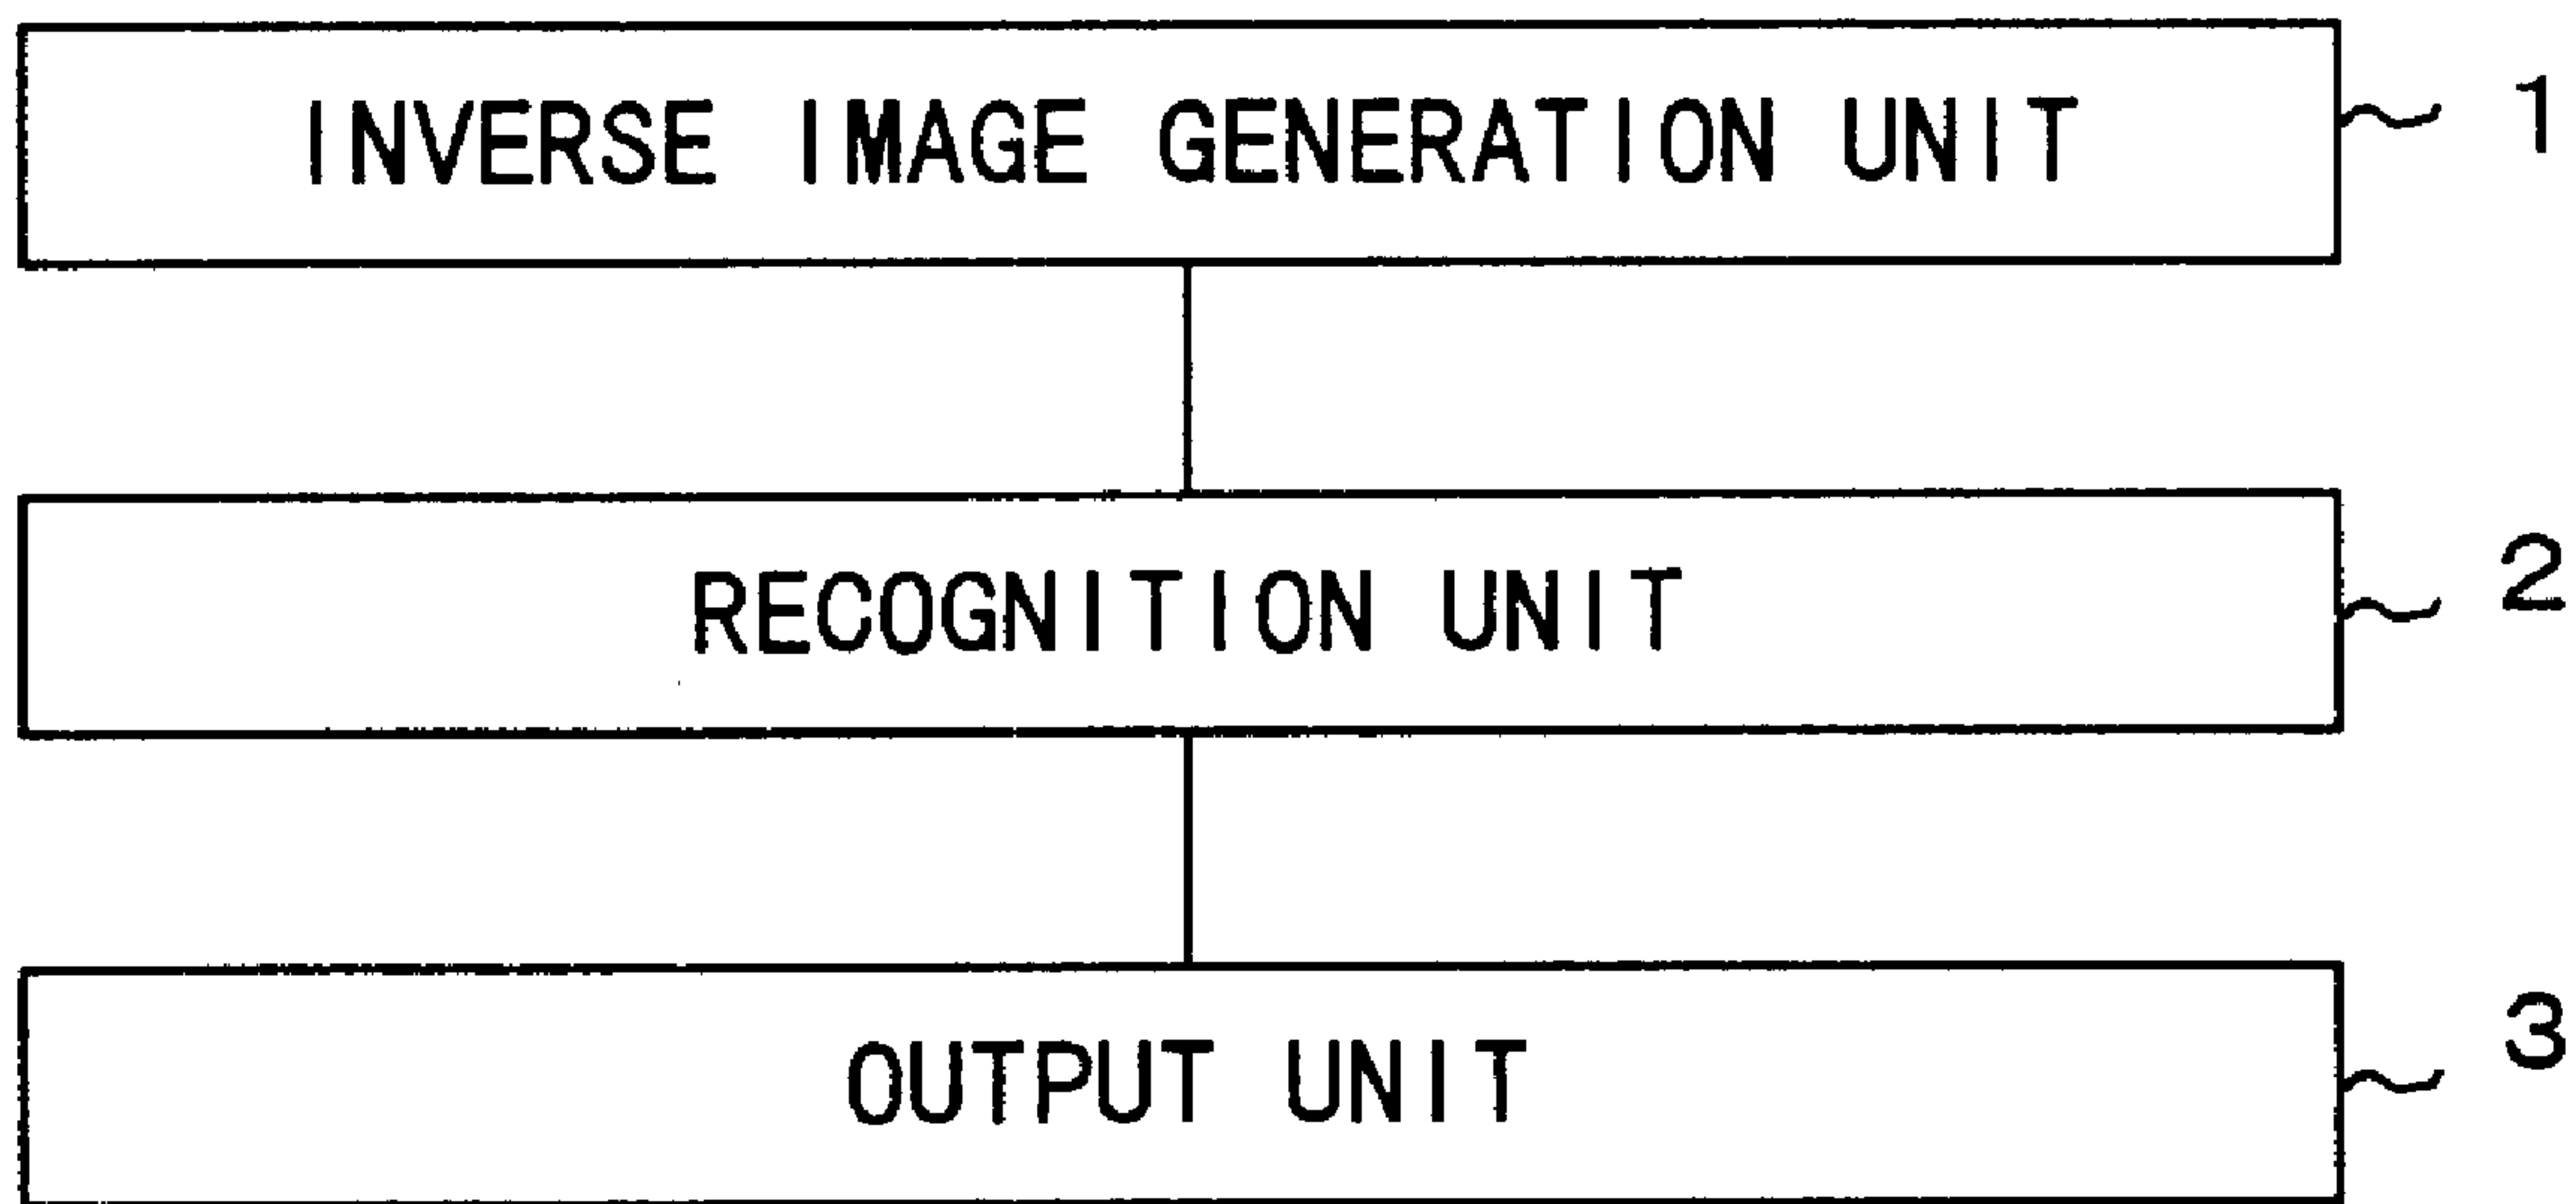 INVERSE IMAGE GENERATION UNIT 1
RECOGNITION UNIT 2
OUTPUT UNIT 3